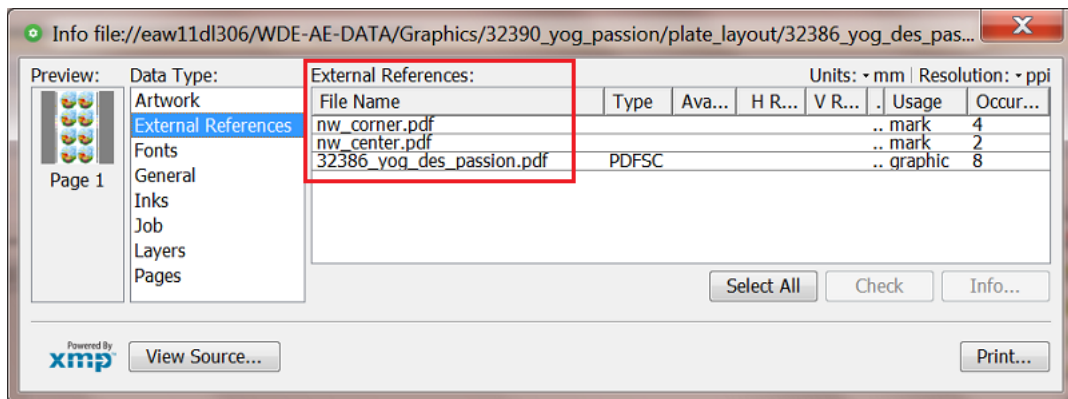 Info file://eaw11dl306/WDE-AE-DATA/Graphics/32390_yog_passion/plate_layout/32386_yog_des_pas...
X
Preview: Data Type: External References: Units: mm | Resolution: ppi
File Name Type Ava... H R... V R... . Usage Occur...
Artwork
External References
Fonts
General
Inks
Job
Layers
Pages
nw_corner.pdf .. mark 4
nw_center.pdf .. mark 2
32386_yog_des_passion.pdf PDFSC .. graphic 8
Page 1
Select All Check Info...
Powered By
xmp
View Source... Print...